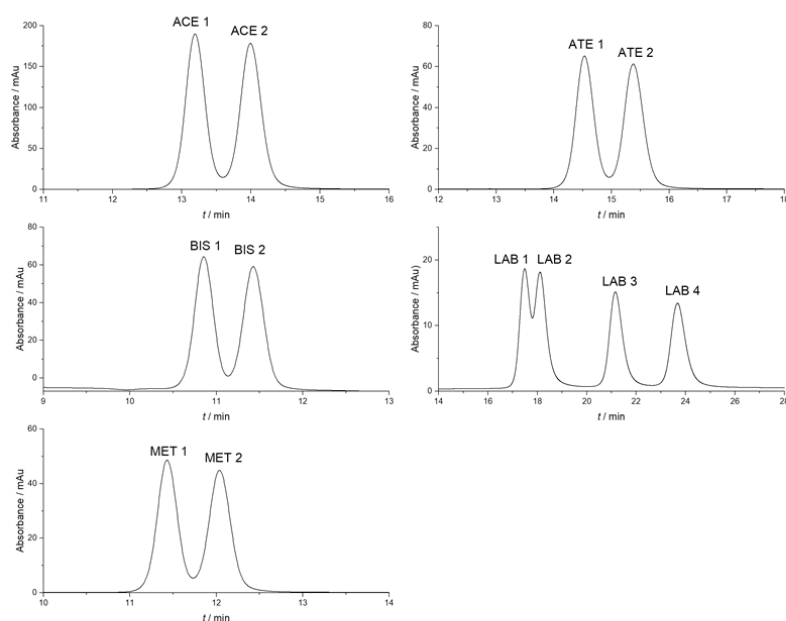 ACE 1
ACE 2
Absorbance / mAu
200
150
100
50
0
11 12 13 14 15 16
t / min
ATE 1
ATE 2
Absorbance / mAu
80
60
40
20
0
12 13 14 15 16 17 18
t / min
BIS 1
BIS 2
Absorbance / mAu
80
60
40
20
0
9 10 11 12 13
t / min
LAB 1 LAB 2
LAB 3
LAB 4
Absorbance / mAu)
20
10
0
14 16 18 20 22 24 26 28
t / min
MET 1
MET 2
Absorbance / mAu
60
40
20
0
10 11 12 13 14
t / min